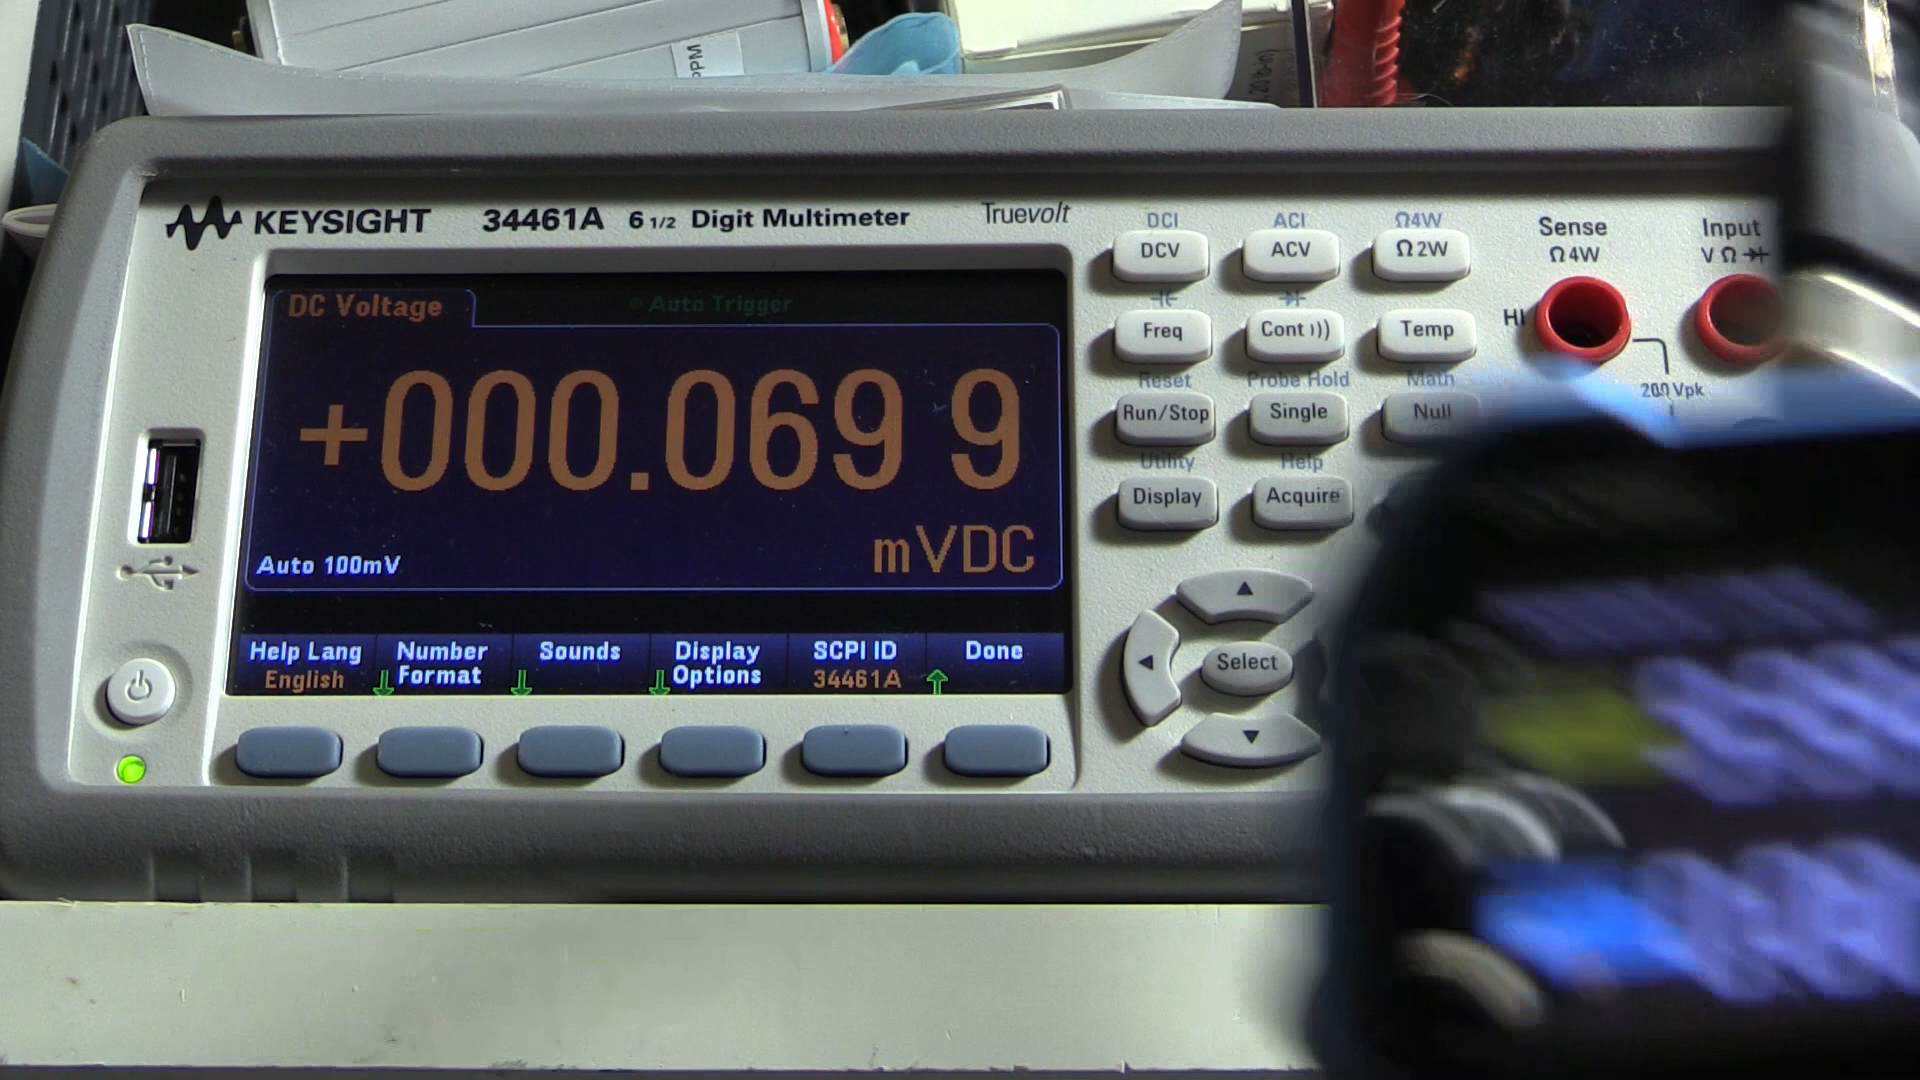 PPM
20 lb-in)
KEYSIGHT 34461A 6 1/2 Digit Multimeter Truevolt
DC Voltage Auto Trigger
+000.069 9
mVDC
Auto 100mV
Help Lang Number Format Sounds Display Options SCPI ID Done
English 34461A
DCI ACI Ω4W
DCV ACV Ω2W
Freq Cont Temp
Reset Probe Hold Math
Run/Stop Single Null
Utility Help
Display Acquire
Select
Sense Input
Ω4W VΩ
HI
200 Vpk